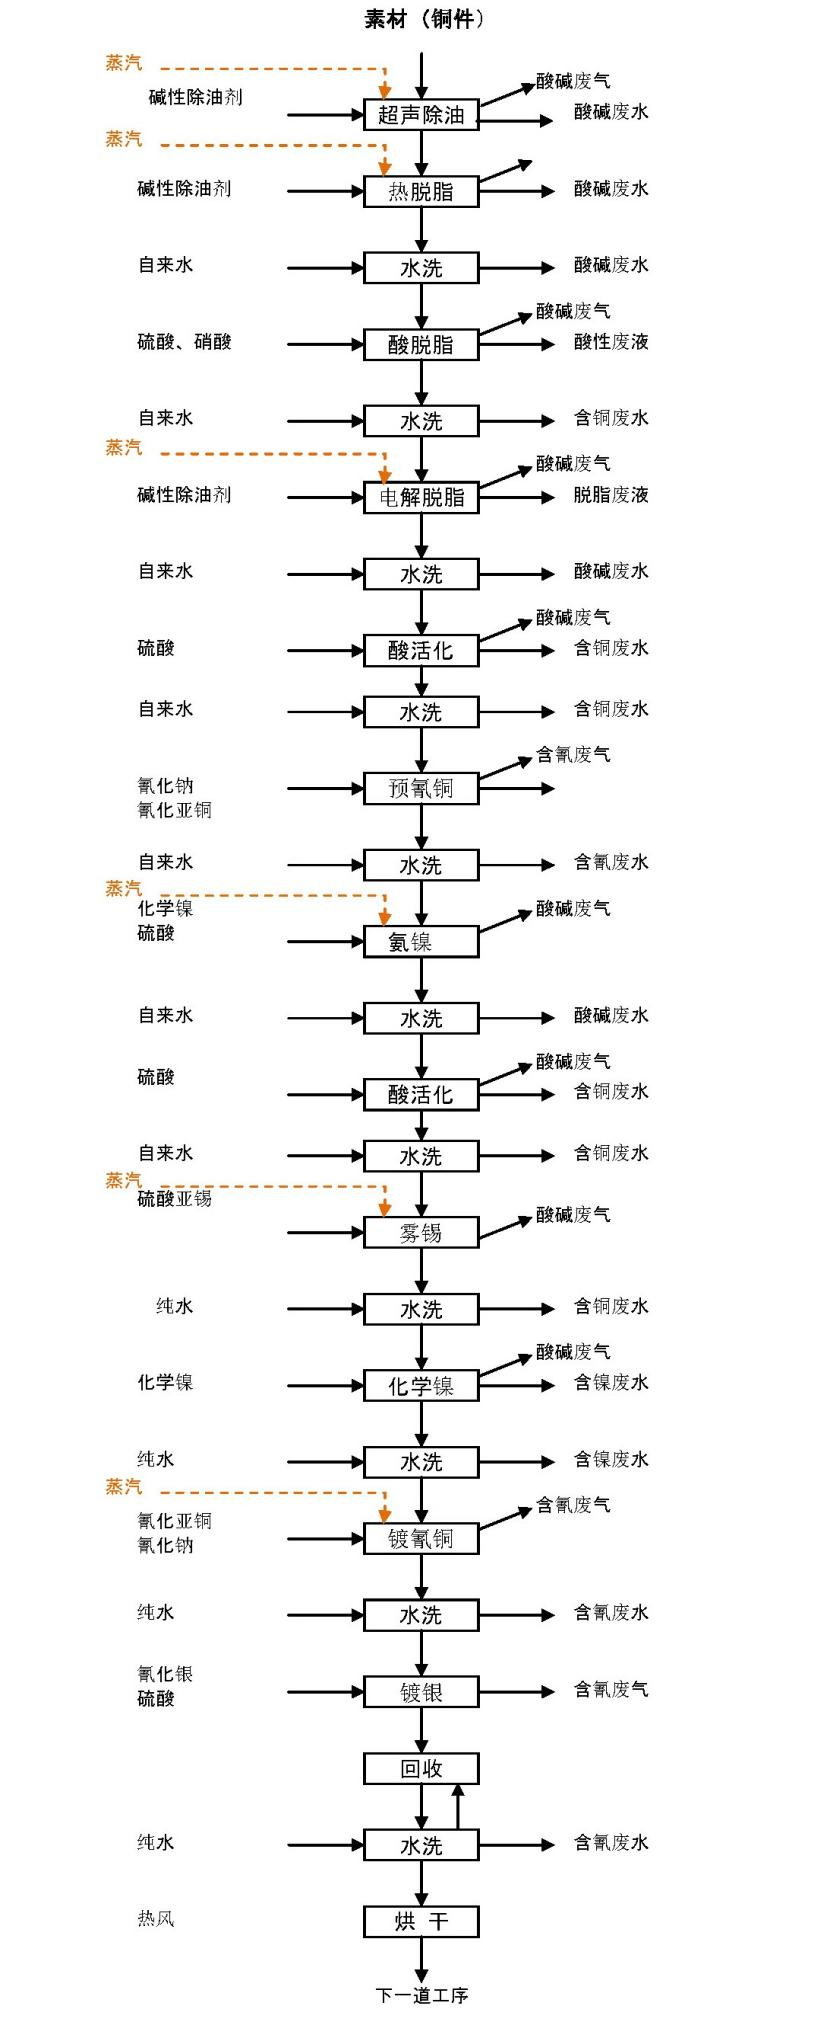 素材（铜件）
蒸汽
酸碱废气
碱性除油剂
超声除油
酸碱废水
蒸汽
碱性除油剂
热脱脂
酸碱废水
自来水
水洗
酸碱废水
酸碱废气
硫酸、硝酸
酸脱脂
酸性废液
自来水
水洗
含铜废水
蒸汽
酸碱废气
碱性除油剂
电解脱脂
脱脂废液
自来水
水洗
酸碱废水
酸碱废气
硫酸
酸活化
含铜废水
自来水
水洗
含铜废水
含氰废气
氰化钠
氰化亚铜
预氰铜
自来水
水洗
含氰废水
蒸汽
化学镍
硫酸
酸碱废气
氨镍
自来水
水洗
酸碱废水
酸碱废气
硫酸
酸活化
含铜废水
自来水
水洗
含铜废水
蒸汽
硫酸亚锡
酸碱废气
雾锡
纯水
水洗
含铜废水
酸碱废气
化学镍
化学镍
含镍废水
纯水
水洗
含镍废水
蒸汽
含氰废气
氰化亚铜
氰化钠
镀氰铜
纯水
水洗
含氰废水
氰化银
硫酸
镀银
含氰废气
回收
纯水
水洗
含氰废水
热风
烘 干
下一道工序